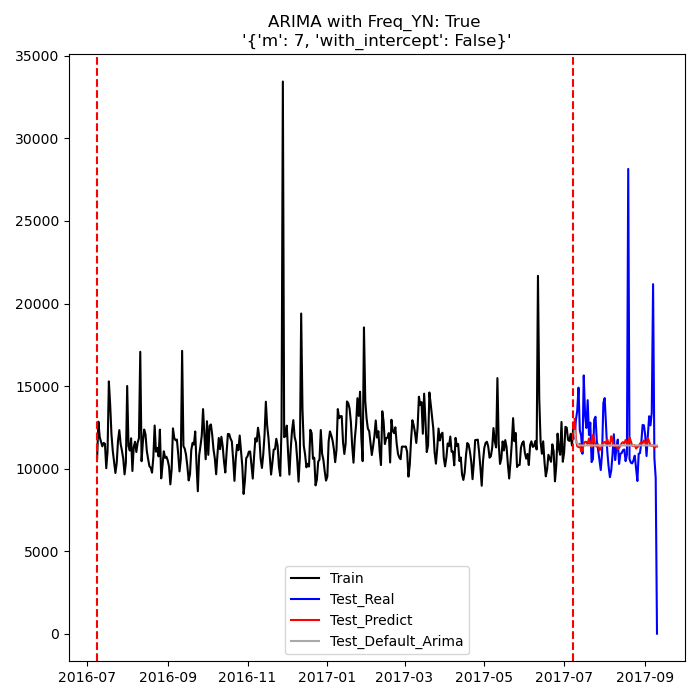 ARIMA with Freq_YN: True
'{'m': 7, 'with_intercept': False}'
35000
30000
25000
20000
15000
10000
5000
0
Train
Test_Real
Test_Predict
Test_Default_Arima
2016-07 2016-09 2016-11 2017-01 2017-03 2017-05 2017-07 2017-09